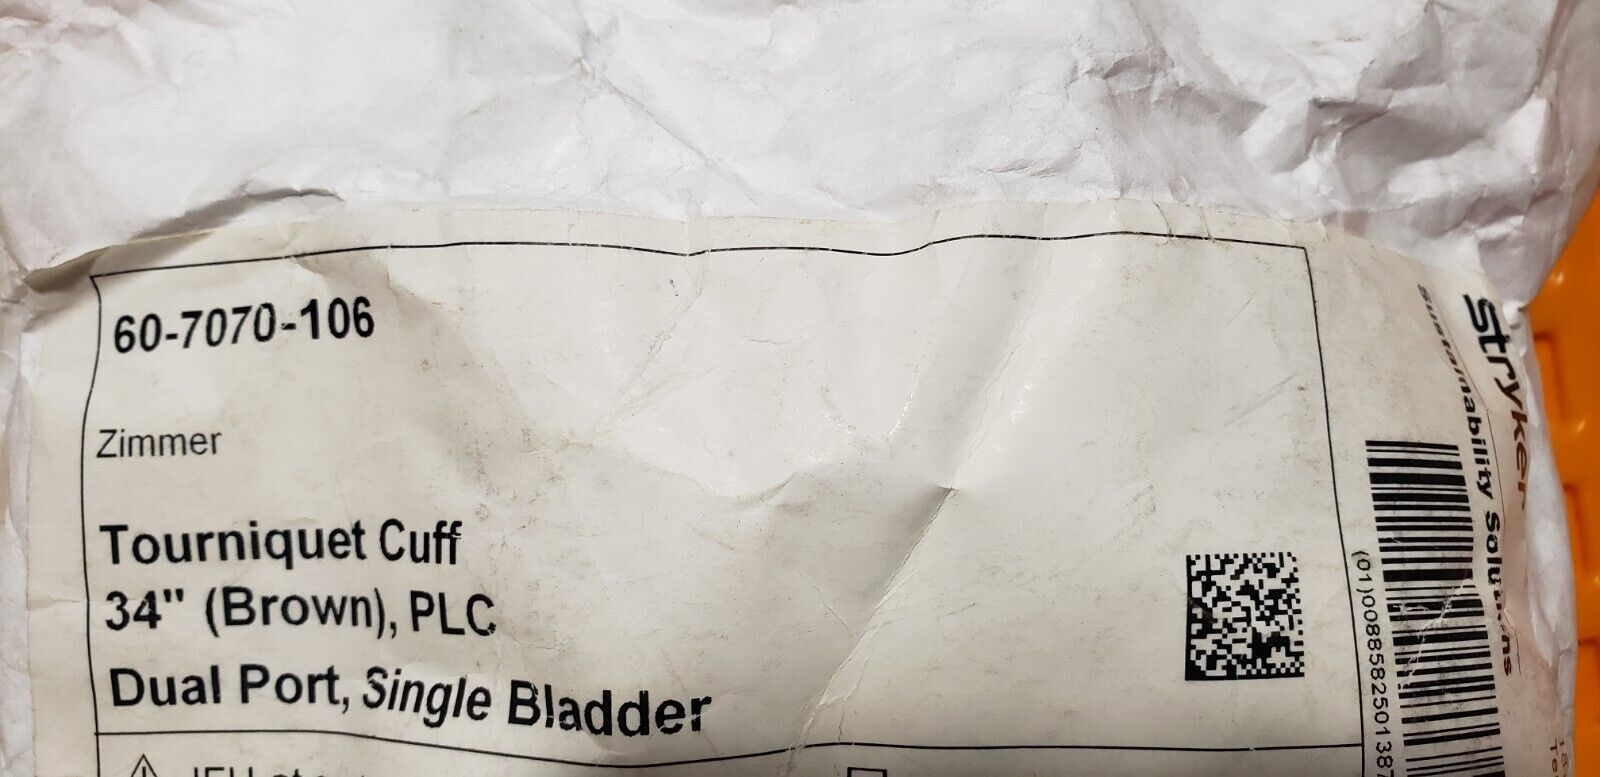 60-7070-106
Zimmer
Tourniquet Cuff
34" (Brown), PLC
Dual Port, Single Bladder
stryker
Sustainability Solutions